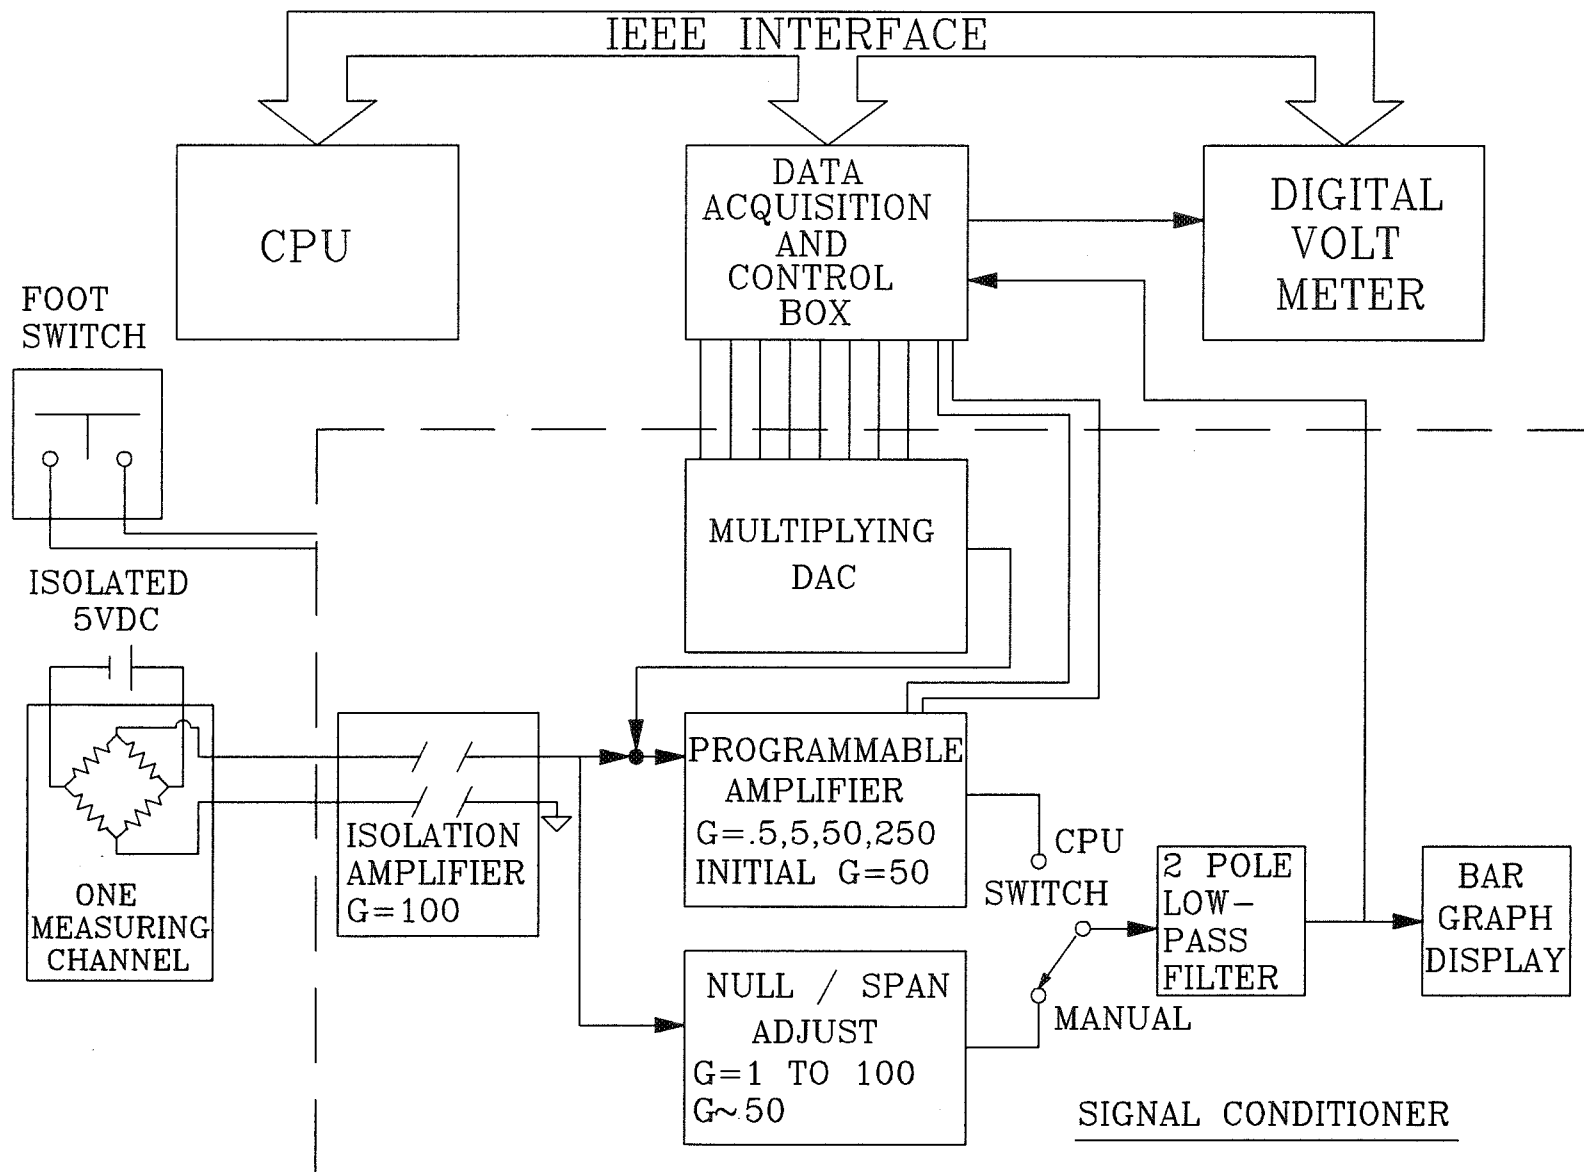 IEEE INTERFACE
CPU
DATA
ACQUISITION
AND
CONTROL
BOX
DIGITAL
VOLT
METER
FOOT
SWITCH
MULTIPLYING
DAC
ISOLATED
5VDC
ONE
MEASURING
CHANNEL
ISOLATION
AMPLIFIER
G=100
PROGRAMMABLE
AMPLIFIER
G=.5,5,50,250
INITIAL G=50
CPU
SWITCH
MANUAL
NULL / SPAN
ADJUST
G=1 TO 100
G~50
2 POLE
LOW-
PASS
FILTER
BAR
GRAPH
DISPLAY
SIGNAL CONDITIONER